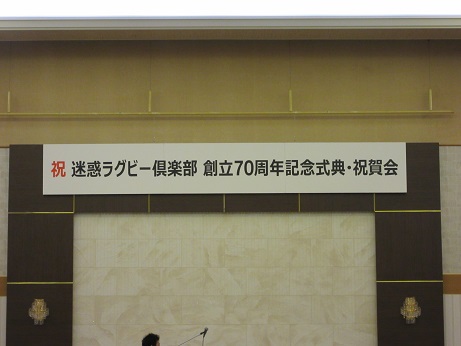 祝 迷惑ラグビー倶楽部 創立70周年記念式典・祝賀会